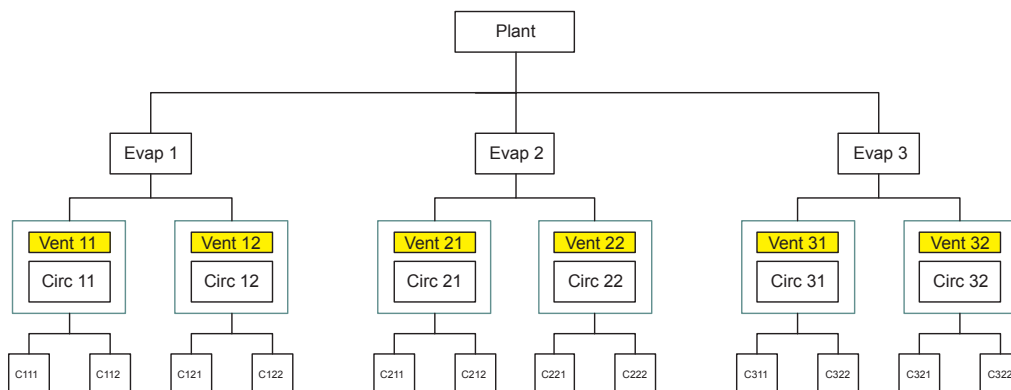 Plant
Evap 1
Evap 2
Evap 3
Vent 11
Vent 12
Vent 21
Vent 22
Vent 31
Vent 32
Circ 11
Circ 12
Circ 21
Circ 22
Circ 31
Circ 32
C111
C112
C121
C122
C211
C212
C221
C222
C311
C322
C321
C322